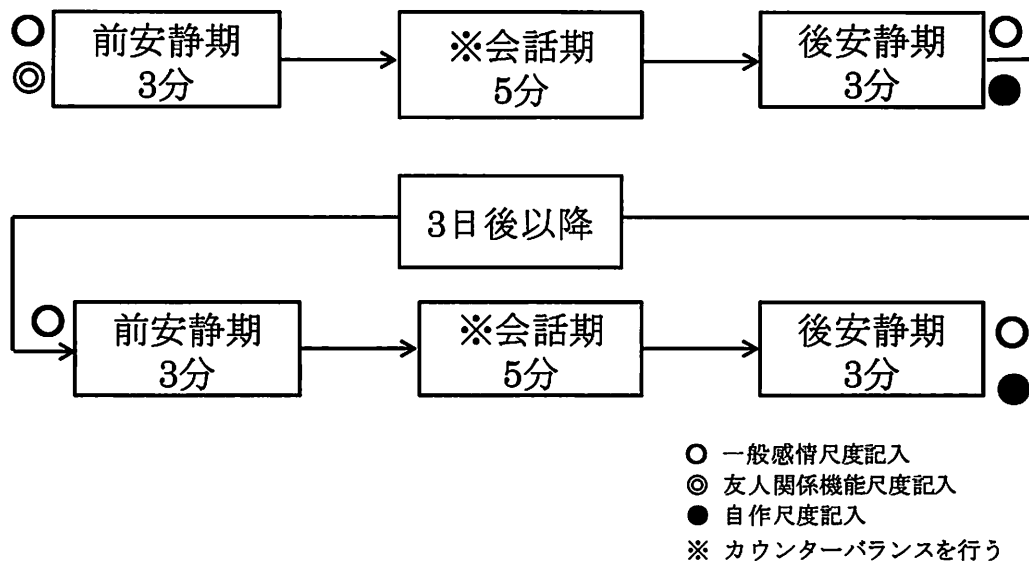 前安静期
3分
※会話期
5分
後安静期
3分
3日後以降
前安静期
3分
※会話期
5分
後安静期
3分
○ 一般感情尺度記入
◎ 友人関係機能尺度記入
● 自作尺度記入
※ カウンターバランスを行う